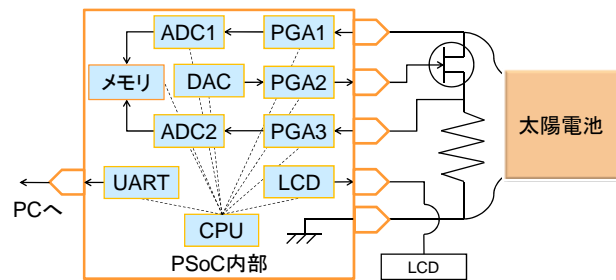 ADC1
PGA1
メモリ
DAC
PGA2
太陽電池
ADC2
PGA3
UART
LCD
PCへ
CPU
PSoC内部
LCD